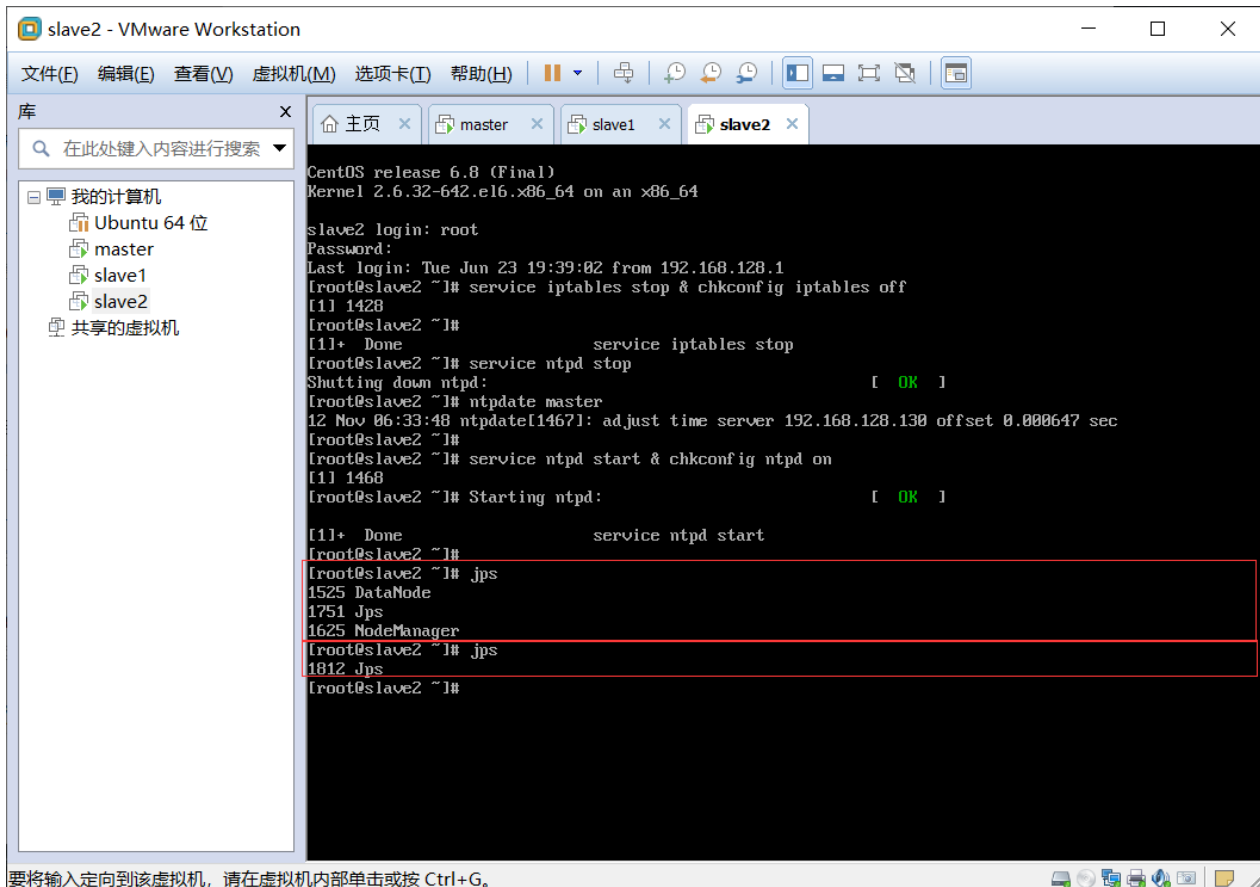 slave2 - VMware Workstation
文件(F) 编辑(E) 查看(V) 虚拟机(M) 选项卡(T) 帮助(H)
库 x
在此处键入内容进行搜索
我的计算机
Ubuntu 64 位
master
slave1
slave2
共享的虚拟机
主页 master slave1 slave2
CentOS release 6.8 (Final)
Kernel 2.6.32-642.el6.x86_64 on an x86_64
slave2 login: root
Password:
Last login: Tue Jun 23 19:39:02 from 192.168.128.1
[root@slave2 ~]# service iptables stop & chkconfig iptables off
[1] 1428
[root@slave2 ~]#
[1]+  Done                    service iptables stop
[root@slave2 ~]# service ntpd stop
Shutting down ntpd:                                        [  OK  ]
[root@slave2 ~]# ntpdate master
12 Nov 06:33:48 ntpdate[1467]: adjust time server 192.168.128.130 offset 0.000647 sec
[root@slave2 ~]#
[root@slave2 ~]# service ntpd start & chkconfig ntpd on
[1] 1468
[root@slave2 ~]# Starting ntpd:                            [  OK  ]
[1]+  Done                    service ntpd start
[root@slave2 ~]#
[root@slave2 ~]# jps
1525 DataNode
1751 Jps
1625 NodeManager
[root@slave2 ~]# jps
1812 Jps
[root@slave2 ~]#
要将输入定向到该虚拟机，请在虚拟机内部单击或按 Ctrl+G。